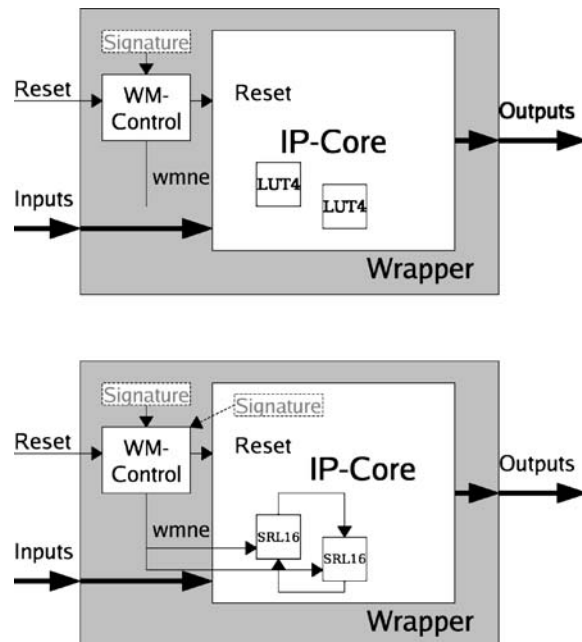 Signature
Reset
WM-
Control
Reset
Outputs
IP-Core
wmne
LUT4
LUT4
Inputs
Wrapper
Signature
Signature
Reset
WM-
Control
Reset
IP-Core
Outputs
wmne
SRL16
SRL16
Inputs
Wrapper